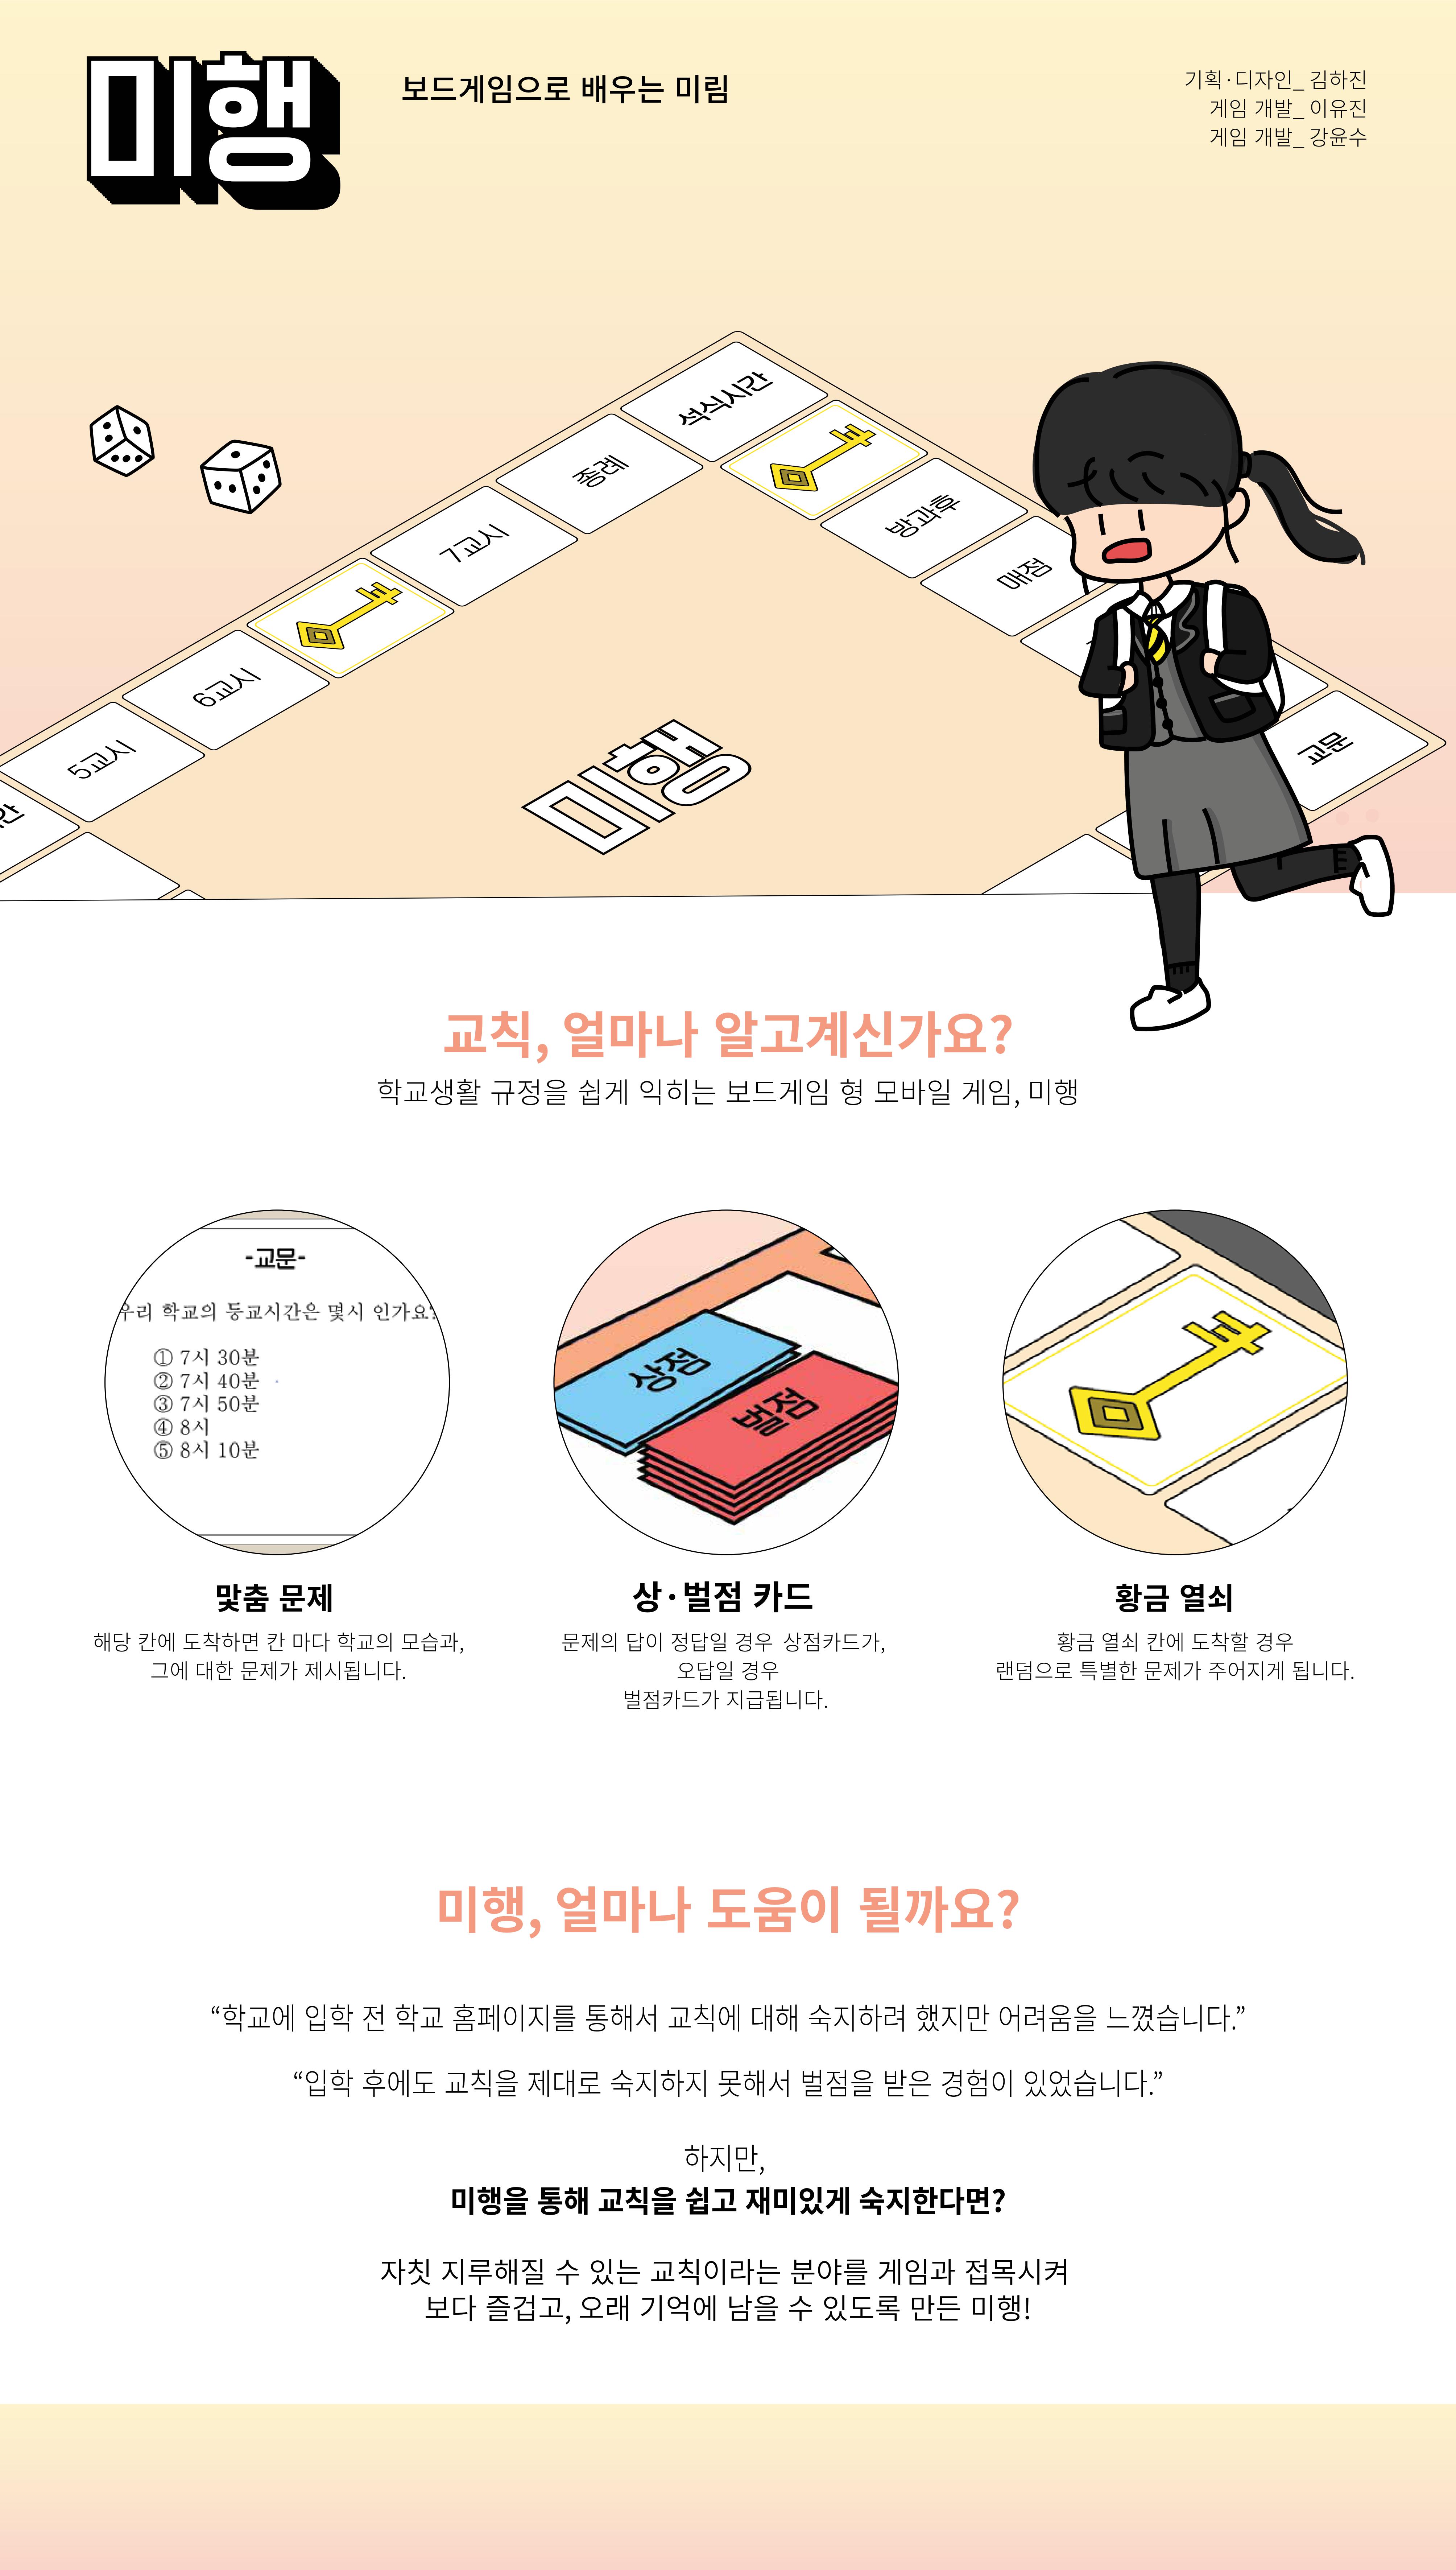 미행
보드게임으로 배우는 미림
기획·디자인_ 김하진
게임 개발_ 이유진
게임 개발_ 강윤수
석식시간
종례
7교시
6교시
5교시
방과후
매점
교문
미행
교칙, 얼마나 알고계신가요?
학교생활 규정을 쉽게 익히는 보드게임 형 모바일 게임, 미행
-교문-
우리 학교의 등교시간은 몇시 인가요?
① 7시 30분
② 7시 40분
③ 7시 50분
④ 8시
⑤ 8시 10분
상점
벌점
맞춤 문제
해당 칸에 도착하면 칸 마다 학교의 모습과,
그에 대한 문제가 제시됩니다.
상·벌점 카드
문제의 답이 정답일 경우 상점카드가,
오답일 경우
벌점카드가 지급됩니다.
황금 열쇠
황금 열쇠 칸에 도착할 경우
랜덤으로 특별한 문제가 주어지게 됩니다.
미행, 얼마나 도움이 될까요?
“학교에 입학 전 학교 홈페이지를 통해서 교칙에 대해 숙지하려 했지만 어려움을 느꼈습니다.”
“입학 후에도 교칙을 제대로 숙지하지 못해서 벌점을 받은 경험이 있었습니다.”
하지만,
미행을 통해 교칙을 쉽고 재미있게 숙지한다면?
자칫 지루해질 수 있는 교칙이라는 분야를 게임과 접목시켜
보다 즐겁고, 오래 기억에 남을 수 있도록 만든 미행!